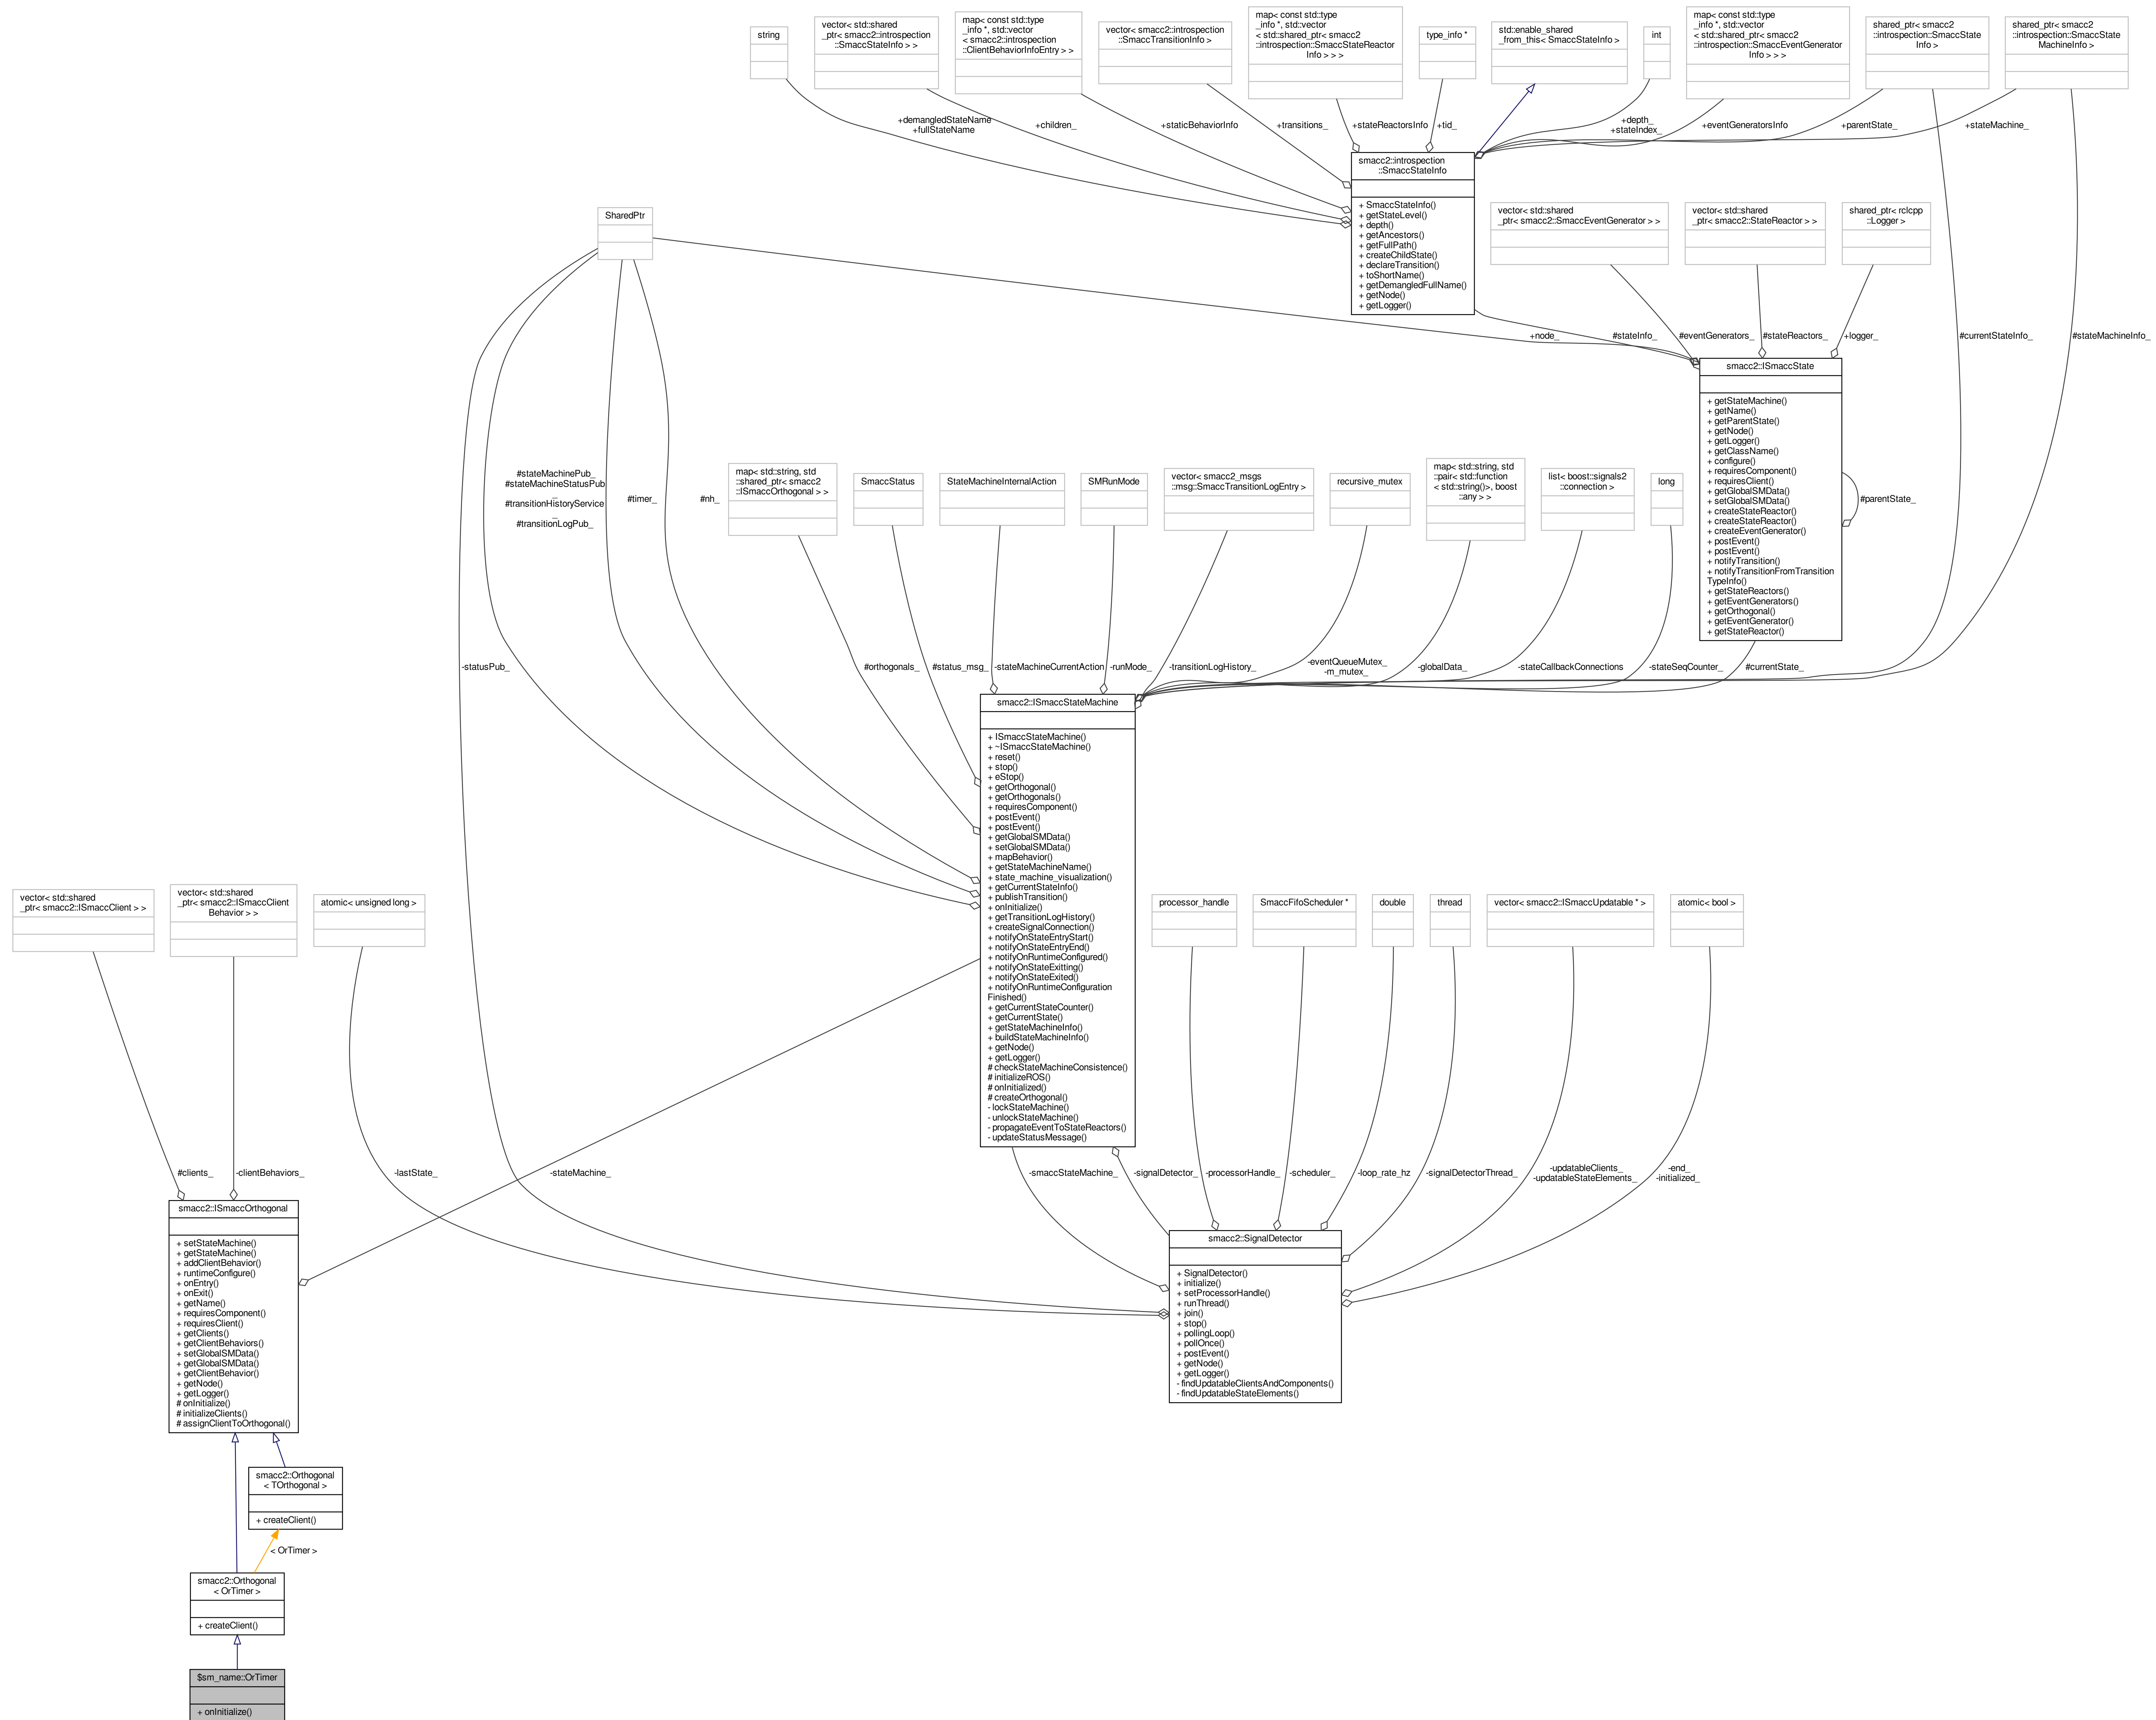 string
vector< std::shared
_ptr< smacc2::introspection
::SmaccStateInfo > >
map< const std::type
_info *, std::vector
< smacc2::introspection
::ClientBehaviorInfoEntry > >
vector< smacc2::introspection
::SmaccTransitionInfo >
map< const std::type
_info *, std::vector
< std::shared_ptr< smacc2
::introspection::SmaccStateReactor
Info > > >
type_info *
std::enable_shared
_from_this< SmaccStateInfo >
int
map< const std::type
_info *, std::vector
< std::shared_ptr< smacc2
::introspection::SmaccEventGenerator
Info > > >
shared_ptr< smacc2
::introspection::SmaccState
Info >
shared_ptr< smacc2
::introspection::SmaccState
MachineInfo >
+demangledStateName
+fullStateName
+children_
+staticBehaviorInfo
+transitions_
+stateReactorsInfo
+tid_
+depth_
+stateIndex_
+eventGeneratorsInfo
+parentState_
+stateMachine_
smacc2::introspection
::SmaccStateInfo
+ SmaccStateInfo()
+ getStateLevel()
+ depth()
+ getAncestors()
+ getFullPath()
+ createChildState()
+ declareTransition()
+ toShortName()
+ getDemangledFullName()
+ getNode()
+ getLogger()
SharedPtr
vector< std::shared
_ptr< smacc2::SmaccEventGenerator > >
vector< std::shared
_ptr< smacc2::StateReactor > >
shared_ptr< rclcpp
::Logger >
+node_
#stateInfo_
#eventGenerators_
#stateReactors_
+logger_
#currentStateInfo_
#stateMachineInfo_
smacc2::ISmaccState
+ getStateMachine()
+ getName()
+ getParentState()
+ getNode()
+ getLogger()
+ getClassName()
+ configure()
+ requiresComponent()
+ requiresClient()
+ getGlobalSMData()
+ setGlobalSMData()
+ createStateReactor()
+ createStateReactor()
+ createEventGenerator()
+ postEvent()
+ postEvent()
+ notifyTransition()
+ notifyTransitionFromTransition
TypeInfo()
+ getStateReactors()
+ getEventGenerators()
+ getOrthogonal()
+ getEventGenerator()
+ getStateReactor()
#parentState_
#stateMachinePub_
#stateMachineStatusPub
_
#transitionHistoryService
_
#transitionLogPub_
#timer_
#nh_
map< std::string, std
::shared_ptr< smacc2
::ISmaccOrthogonal > >
SmaccStatus
StateMachineInternalAction
SMRunMode
vector< smacc2_msgs
::msg::SmaccTransitionLogEntry >
recursive_mutex
map< std::string, std
::pair< std::function
< std::string()>, boost
::any > >
list< boost::signals2
::connection >
long
-statusPub_
#orthogonals_
#status_msg_
-stateMachineCurrentAction
-runMode_
-transitionLogHistory_
-eventQueueMutex_
-m_mutex_
-globalData_
-stateCallbackConnections
-stateSeqCounter_
#currentState_
smacc2::ISmaccStateMachine
+ ISmaccStateMachine()
+ ~ISmaccStateMachine()
+ reset()
+ stop()
+ eStop()
+ getOrthogonal()
+ getOrthogonals()
+ requiresComponent()
+ postEvent()
+ postEvent()
+ getGlobalSMData()
+ setGlobalSMData()
+ mapBehavior()
+ getStateMachineName()
+ state_machine_visualization()
+ getCurrentStateInfo()
+ publishTransition()
+ onInitialize()
+ getTransitionLogHistory()
+ createSignalConnection()
+ notifyOnStateEntryStart()
+ notifyOnStateEntryEnd()
+ notifyOnRuntimeConfigured()
+ notifyOnStateExitting()
+ notifyOnStateExited()
+ notifyOnRuntimeConfiguration
Finished()
+ getCurrentStateCounter()
+ getCurrentState()
+ getStateMachineInfo()
+ buildStateMachineInfo()
+ getNode()
+ getLogger()
# checkStateMachineConsistence()
# initializeROS()
# onInitialized()
# createOrthogonal()
- lockStateMachine()
- unlockStateMachine()
- propagateEventToStateReactors()
- updateStatusMessage()
vector< std::shared
_ptr< smacc2::ISmaccClient > >
vector< std::shared
_ptr< smacc2::ISmaccClient
Behavior > >
atomic< unsigned long >
processor_handle
SmaccFifoScheduler *
double
thread
vector< smacc2::ISmaccUpdatable * >
atomic< bool >
#clients_
-clientBehaviors_
-lastState_
-stateMachine_
-smaccStateMachine_
-signalDetector_
-processorHandle_
-scheduler_
-loop_rate_hz
-signalDetectorThread_
-updatableClients_
-updatableStateElements_
-end_
-initialized_
smacc2::ISmaccOrthogonal
+ setStateMachine()
+ getStateMachine()
+ addClientBehavior()
+ runtimeConfigure()
+ onEntry()
+ onExit()
+ getName()
+ requiresComponent()
+ requiresClient()
+ getClients()
+ getClientBehaviors()
+ setGlobalSMData()
+ getGlobalSMData()
+ getClientBehavior()
+ getNode()
+ getLogger()
# onInitialize()
# initializeClients()
# assignClientToOrthogonal()
smacc2::SignalDetector
+ SignalDetector()
+ initialize()
+ setProcessorHandle()
+ runThread()
+ join()
+ stop()
+ pollingLoop()
+ pollOnce()
+ postEvent()
+ getNode()
+ getLogger()
- findUpdatableClientsAndComponents()
- findUpdatableStateElements()
smacc2::Orthogonal
< TOrthogonal >
+ createClient()
< OrTimer >
smacc2::Orthogonal
< OrTimer >
+ createClient()
$sm_name::OrTimer
+ onInitialize()